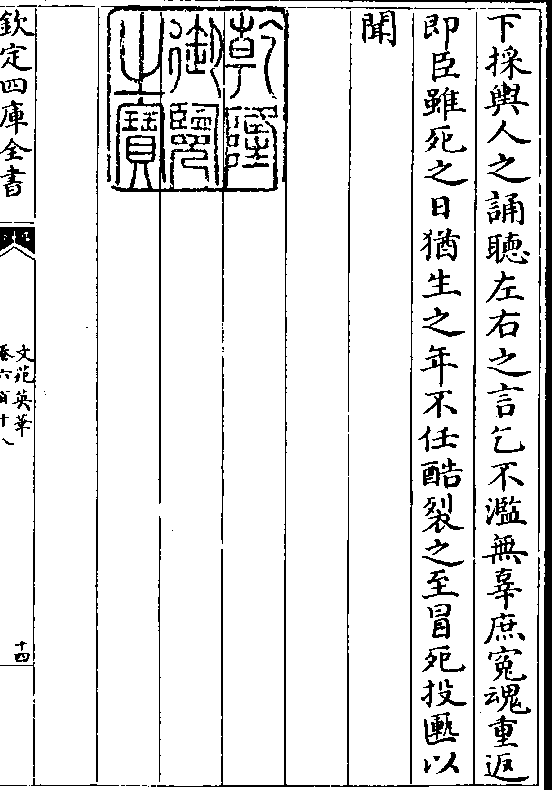 下採輿人之誦聽左右之言乞不濫無辜庶寃魂重返
即臣雖死之日猶生之年不任酷裂之至冒死投匭以
聞
乾隆
御覽
之寶
欽定四庫全書
文苑英華
卷六百十八
十四